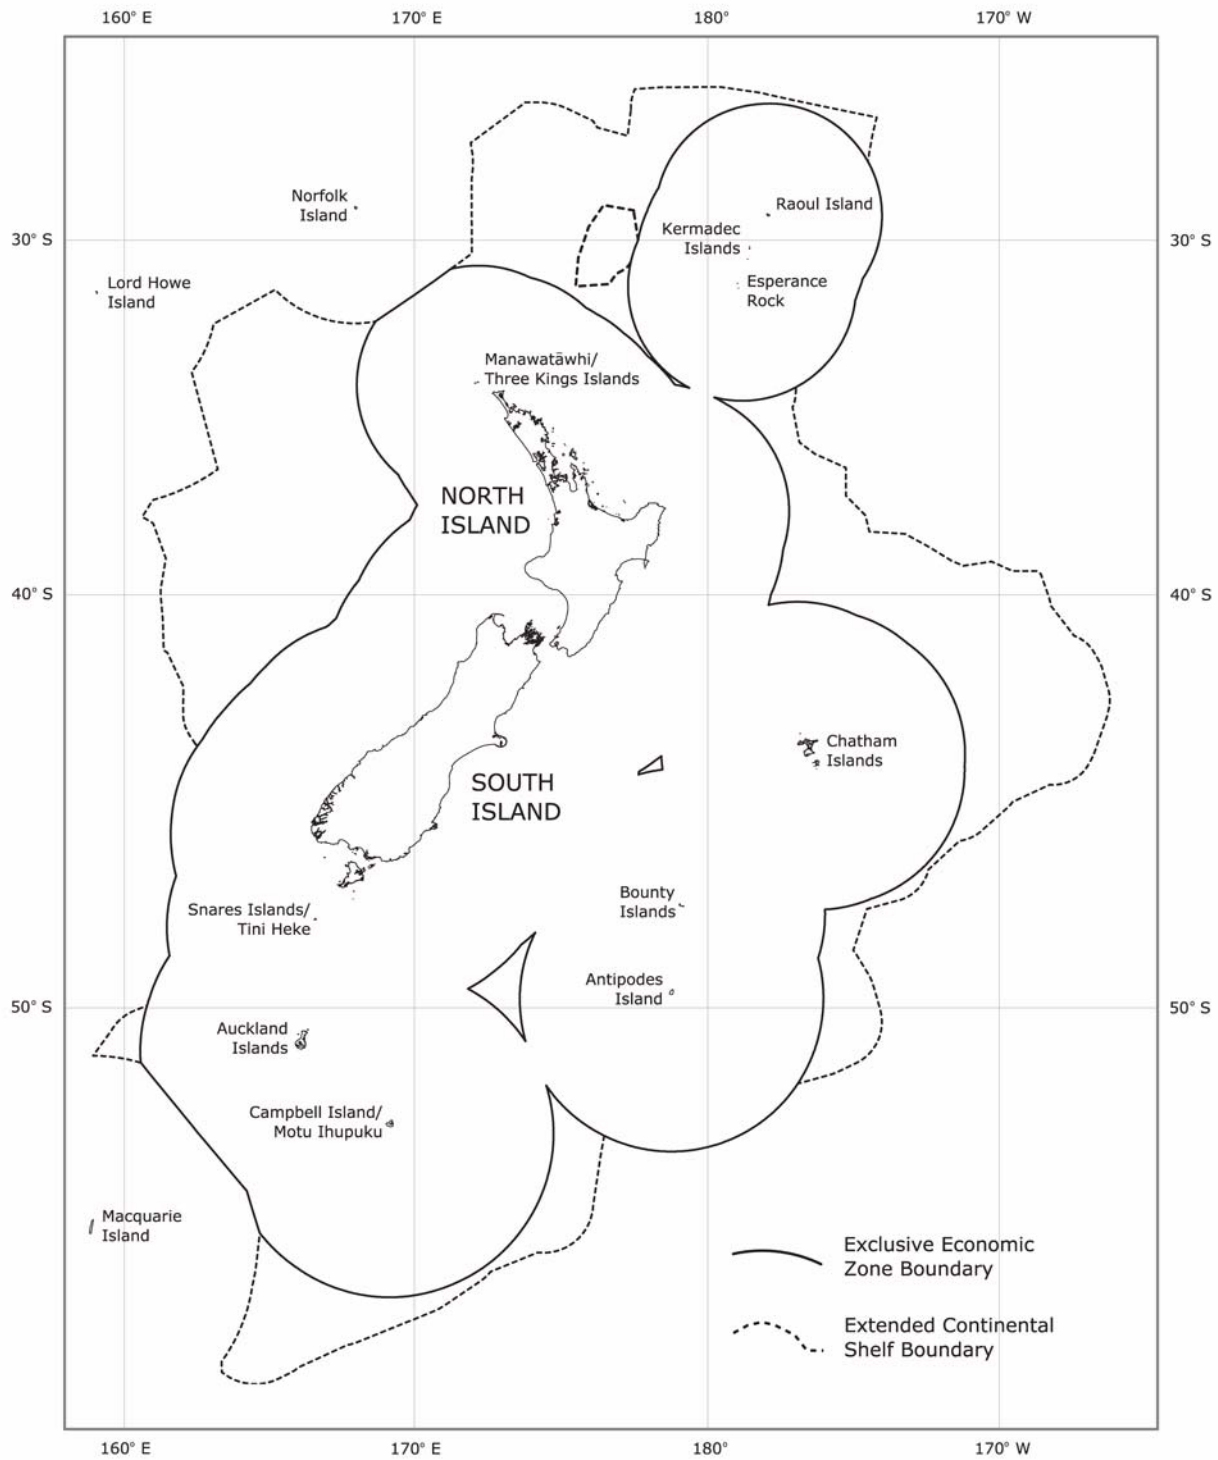 160° E
170° E
180°
170° W
Norfolk
Island
Raoul Island
Kermadec
Islands
30° S
30° S
Lord Howe
Island
Esperance
Rock
Manawatāwhi/
Three Kings Islands
NORTH
ISLAND
40° S
40° S
Chatham
Islands
SOUTH
ISLAND
Bounty
Islands
Snares Islands/
Tini Heke
Antipodes
Island
50° S
50° S
Auckland
Islands
Campbell Island/
Motu Ihupuku
Macquarie
Island
Exclusive Economic
Zone Boundary
Extended Continental
Shelf Boundary
160° E
170° E
180°
170° W